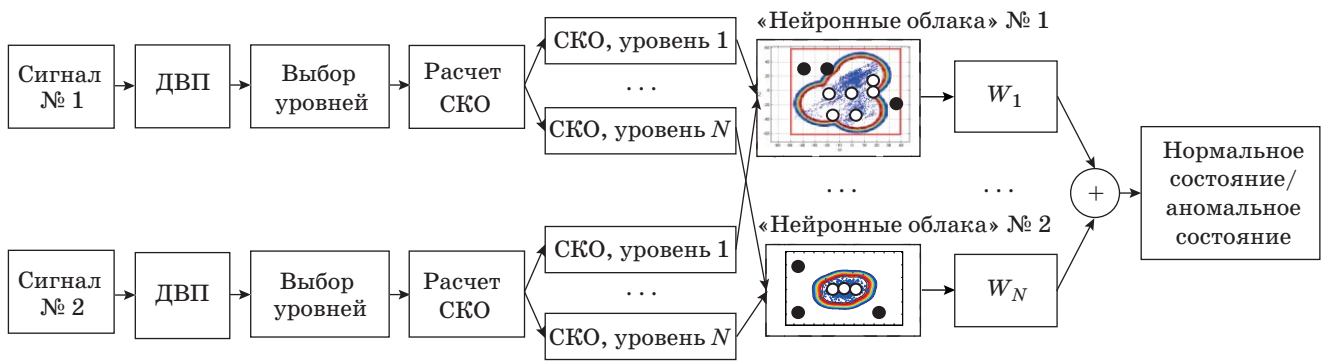 Сигнал
№ 1
ДВП
Выбор
уровней
Расчет
СКО
СКО, уровень 1
...
СКО, уровень N
«Нейронные облака» № 1
W1
...
...
+
Нормальное
состояние/
аномальное
состояние
Сигнал
№ 2
ДВП
Выбор
уровней
Расчет
СКО
СКО, уровень 1
...
СКО, уровень N
«Нейронные облака» № 2
WN